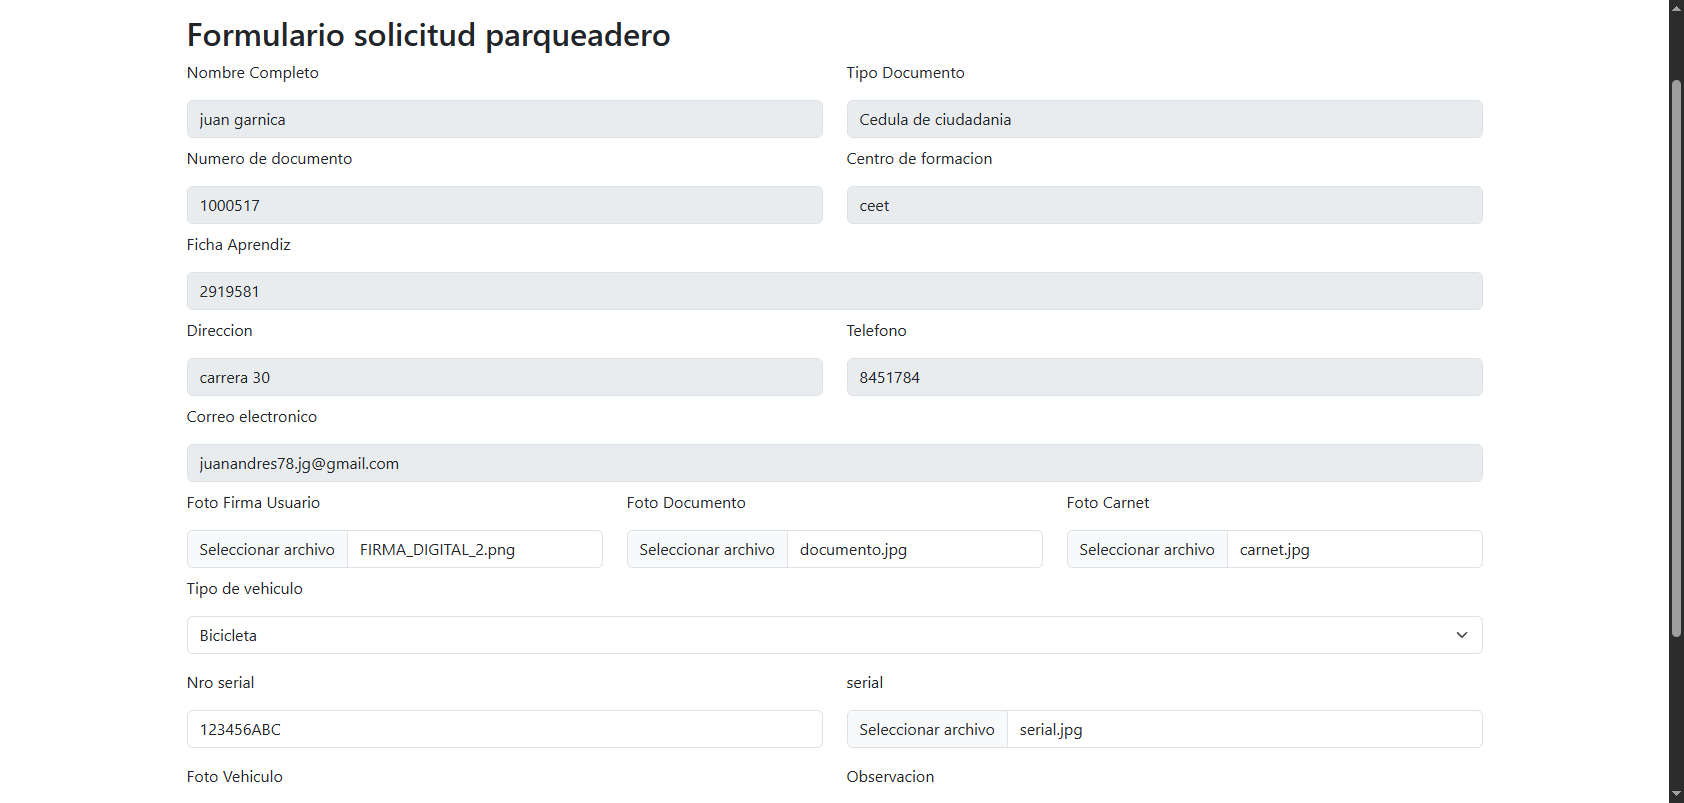 Formulario solicitud parqueadero
Nombre Completo Tipo Documento
juan garnica Cedula de ciudadania
Numero de documento Centro de formacion
1000517 ceet
Ficha Aprendiz
2919581
Direccion Telefono
carrera 30 8451784
Correo electronico
juanandres78.jg@gmail.com
Foto Firma Usuario Foto Documento Foto Carnet
Seleccionar archivo FIRMA_DIGITAL_2.png Seleccionar archivo documento.jpg Seleccionar archivo carnet.jpg
Tipo de vehiculo
Bicicleta
Nro serial serial
123456ABC Seleccionar archivo serial.jpg
Foto Vehiculo Observacion